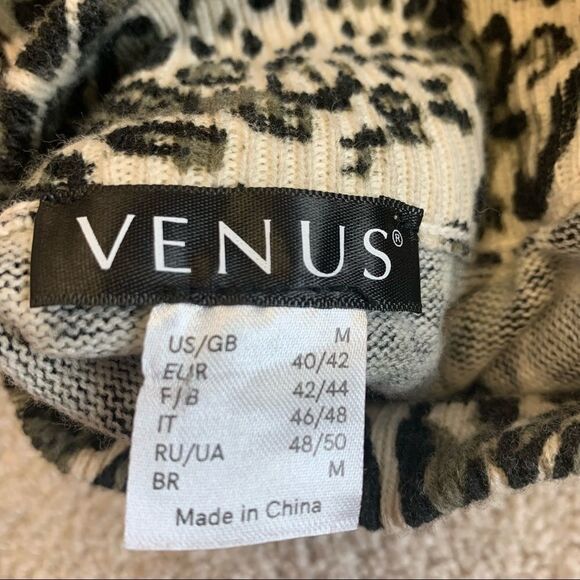 VENUS®
US/GB M
EUR 40/42
F/B 42/44
IT 46/48
RU/UA 48/50
BR M
Made in China